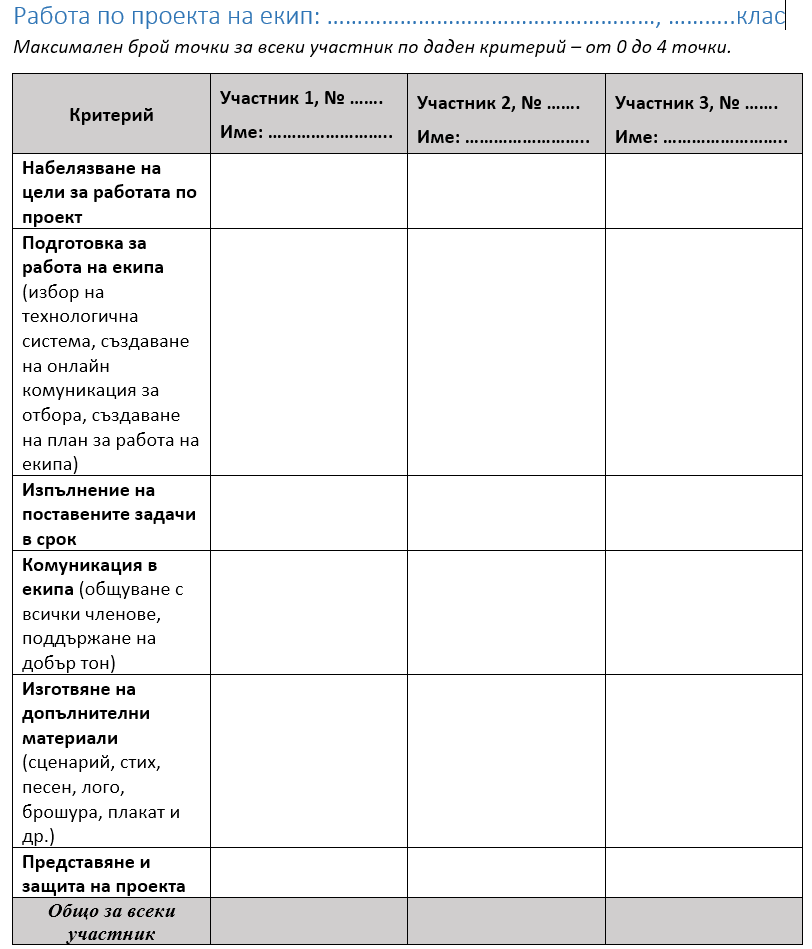 Работа по проекта на екип: ………………………………………………, ………..клас
Максимален брой точки за всеки участник по даден критерий – от 0 до 4 точки.
Критерий
Участник 1, № …….
Име: ……………………..
Участник 2, № …….
Име: ……………………..
Участник 3, № …….
Име: ……………………..
Набелязване на
цели за работата по
проект
Подготовка за
работа на екипа
(избор на
технологична
система, създаване
на онлайн
комуникация за
отбора, създаване
на план за работа на
екипа)
Изпълнение на
поставените задачи
в срок
Комуникация в
екипа (общуване с
всички членове,
поддържане на
добър тон)
Изготвяне на
допълнителни
материали
(сценарий, стих,
песен, лого,
брошура, плакат и
др.)
Представяне и
защита на проекта
Общо за всеки
участник